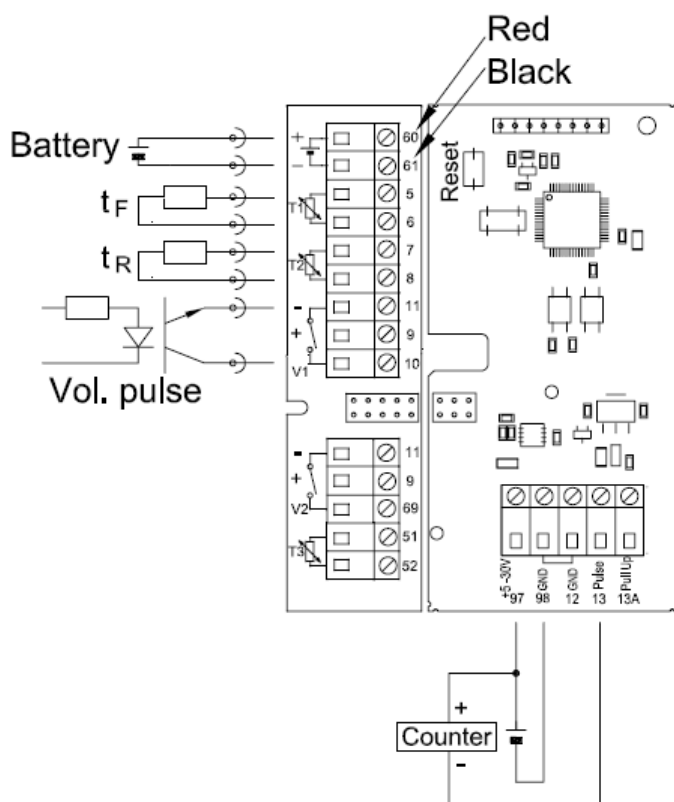 Red
Black
Battery
+ 60
- 61
tF
T1 5
6
tR
T2 7
8
- 11
+ 9
V1 10
Vol. pulse
Reset
- 11
+ 9
V2 69
T3 51
52
+5-30V GND GND Pulse Pull Up
97 98 12 13 13A
+
Counter
-